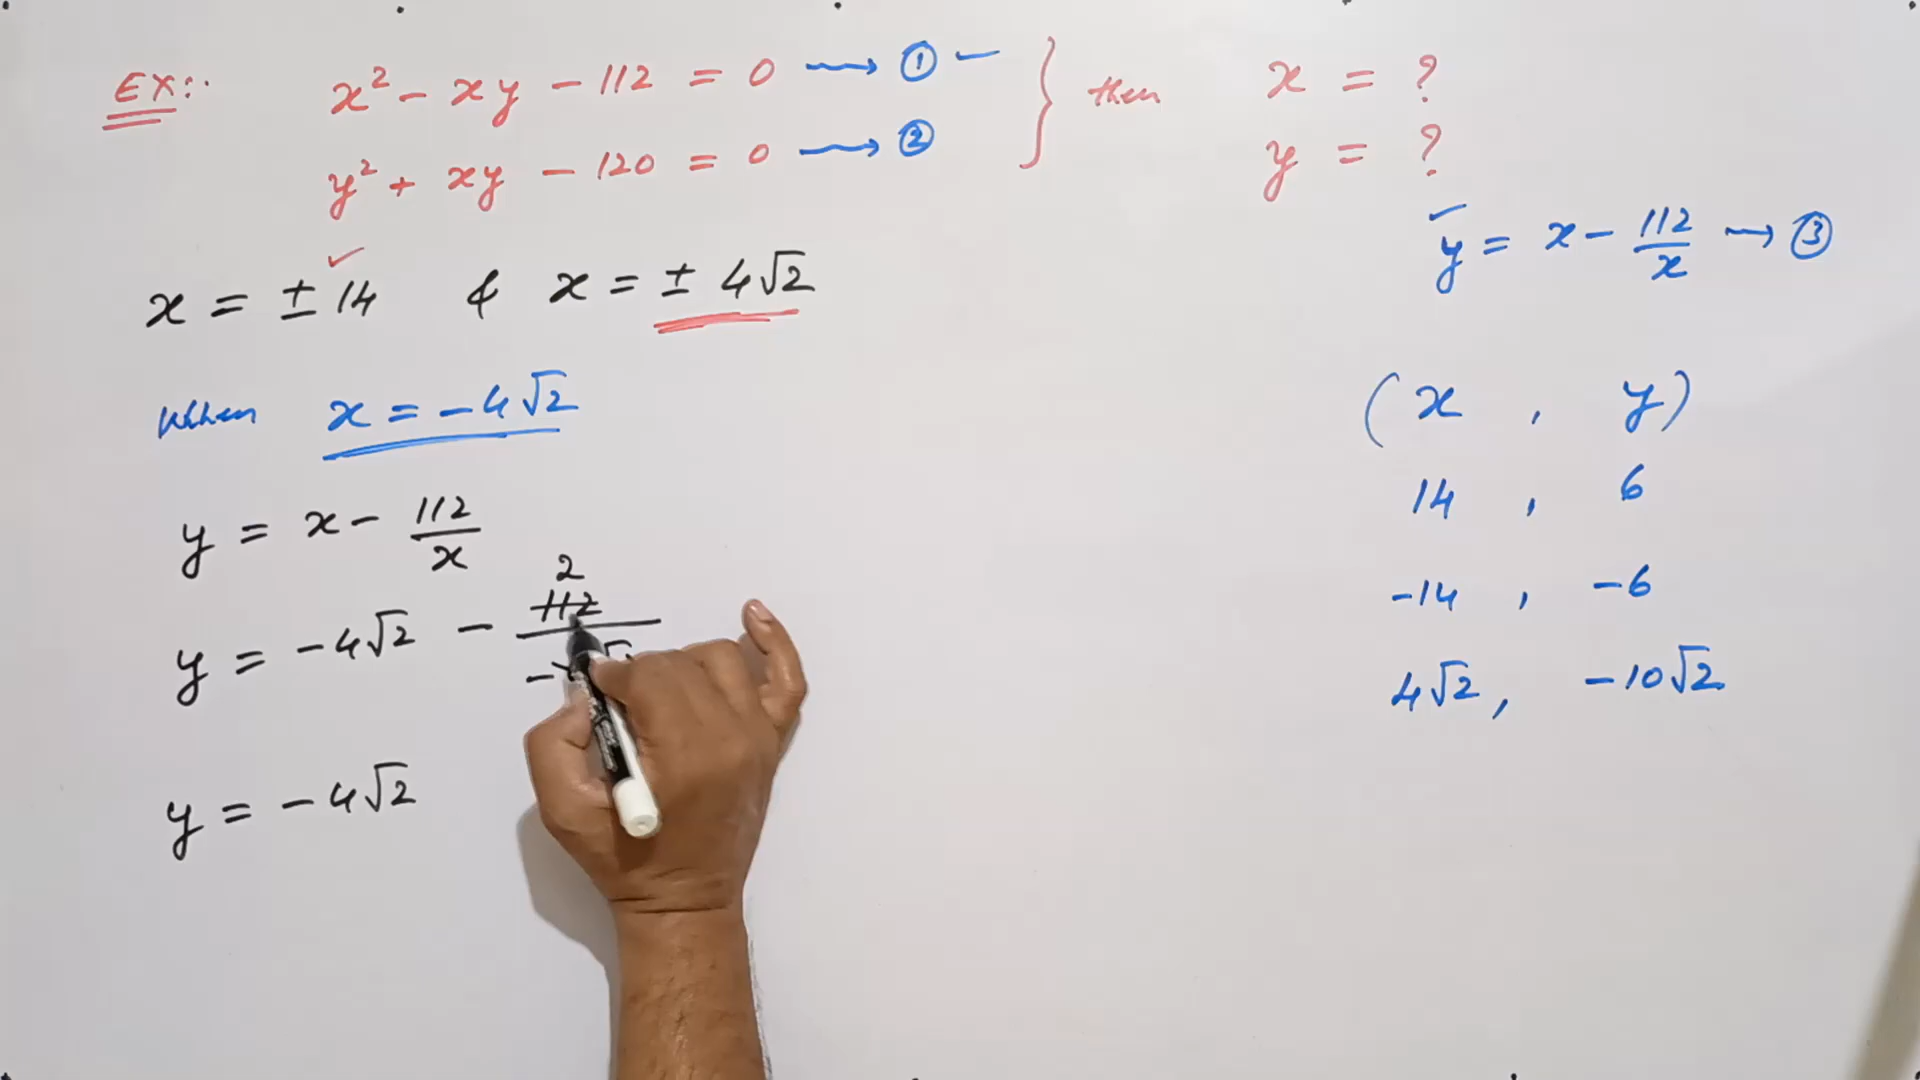 EX:. x² - xy - 112 = 0 → ① } then x = ?
y² + xy - 120 = 0 → ② y = ?
y = x - 112/x → ③
x = ± 14 & x = ± 4√2
When x = -4√2
y = x - 112/x
2
y = -4√2 - 112/-
y = -4√2
(x , y)
14 , 6
-14 , -6
4√2 , -10√2